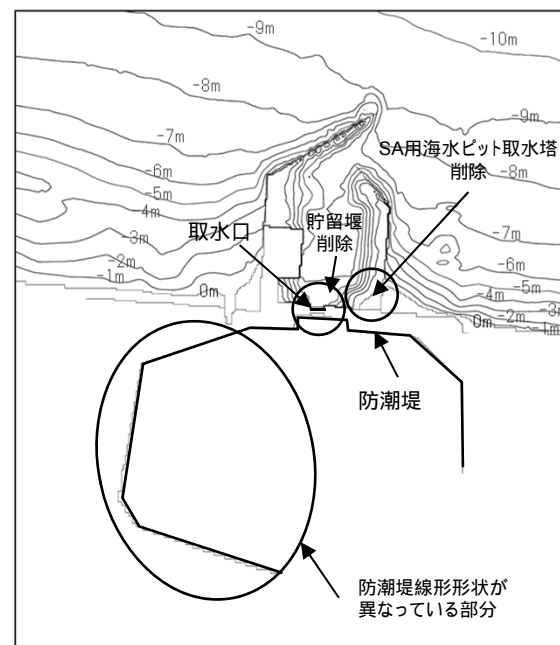 -9m
-10m
-8m
-9m
-7m
SA用海水ピット取水塔
削除
-8m
-6m
-5m
-4m
貯留堰
削除
取水口
-7m
-3m
-2m
-6m
-1m
0m
-5m
-4m
-3m
0m
-2m
-1m
防潮堤
防潮堤線形形状が
異なっている部分